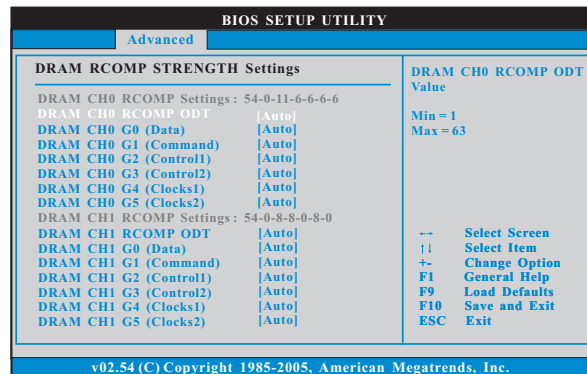 BIOS SETUP UTILITY
Advanced
DRAM RCOMP STRENGTH Settings
DRAM CH0 RCOMP Settings : 54-0-11-6-6-6-6
DRAM CH0 RCOMP ODT [Auto]
DRAM CH0 G0 (Data) [Auto]
DRAM CH0 G1 (Command) [Auto]
DRAM CH0 G2 (Control1) [Auto]
DRAM CH0 G3 (Control2) [Auto]
DRAM CH0 G4 (Clocks1) [Auto]
DRAM CH0 G5 (Clocks2) [Auto]
DRAM CH1 RCOMP Settings : 54-0-8-8-0-8-0
DRAM CH1 RCOMP ODT [Auto]
DRAM CH1 G0 (Data) [Auto]
DRAM CH1 G1 (Command) [Auto]
DRAM CH1 G2 (Control1) [Auto]
DRAM CH1 G3 (Control2) [Auto]
DRAM CH1 G4 (Clocks1) [Auto]
DRAM CH1 G5 (Clocks2) [Auto]
DRAM CH0 RCOMP ODT
Value
Min = 1
Max = 63
←→ Select Screen
↑↓ Select Item
+- Change Option
F1 General Help
F9 Load Defaults
F10 Save and Exit
ESC Exit
v02.54 (C) Copyright 1985-2005, American Megatrends, Inc.